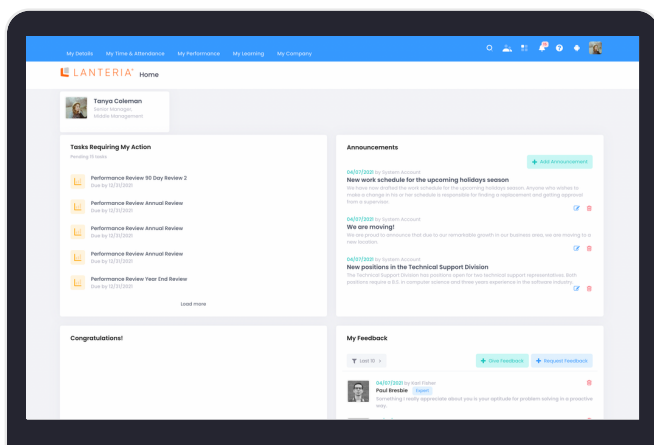 My Details My Time & Attendance My Performance My Learning My Company
LANTERIA Home
Tanya Coleman
Senior Manager,
Middle Management
Tasks Requiring My Action
Pending 10 tasks
Performance Review 90 Day Review 2
Due by 12/31/2021
Performance Review Annual Review
Due by 12/31/2021
Performance Review Annual Review
Due by 12/31/2021
Performance Review Annual Review
Due by 12/31/2021
Performance Review Year End Review
Due by 12/31/2021
Load more
Announcements
+ Add Announcement
04/07/2021 by System Account
New work schedule for the upcoming holidays season
We have now drafted the work schedule for the upcoming holidays season. Anyone who wishes to
make a change in his or her schedule is responsible for finding a replacement and getting approval
from a supervisor.
04/07/2021 by System Account
We are moving!
We are proud to announce that due to our remarkable growth in our business area, we are moving to a
new location.
04/07/2021 by System Account
New positions in the Technical Support Division
The Technical Support Division has positions open for two technical support representatives. Both
positions require a B.S. in computer science and three years experience in the software industry.
Congratulations!
My Feedback
Last 10
+ Give Feedback + Request Feedback
04/07/2021 by Karl Fisher
Paul Bresbie Expert
Something I really appreciate about you is your aptitude for problem solving in a proactive
way.